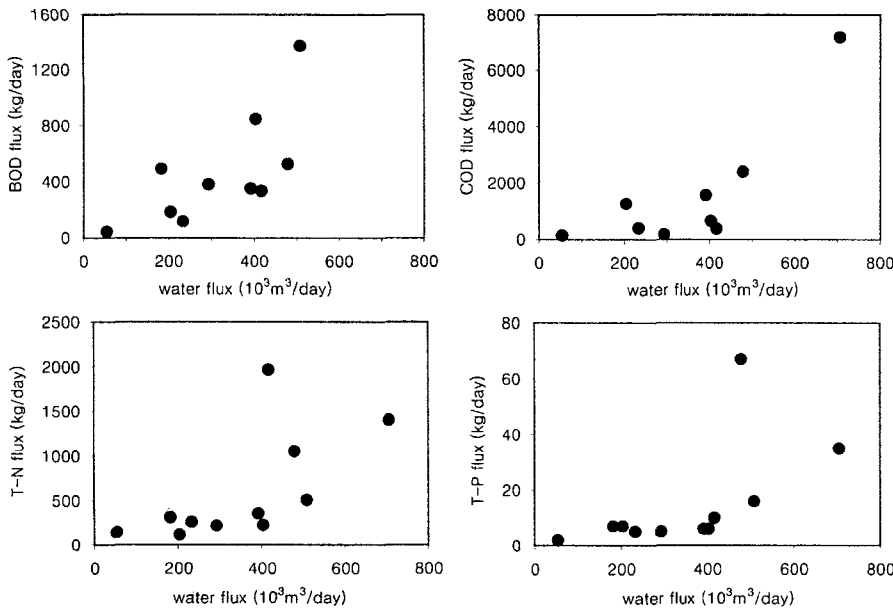 1600
1200
800
400
0
BOD flux (kg/day)
0 200 400 600 800
water flux (10³m³/day)
8000
6000
4000
2000
0
COD flux (kg/day)
0 200 400 600 800
water flux (10³m³/day)
2500
2000
1500
1000
500
0
T-N flux (kg/day)
0 200 400 600 800
water flux (10³m³/day)
80
60
40
20
0
T-P flux (kg/day)
0 200 400 600 800
water flux (10³m³/day)